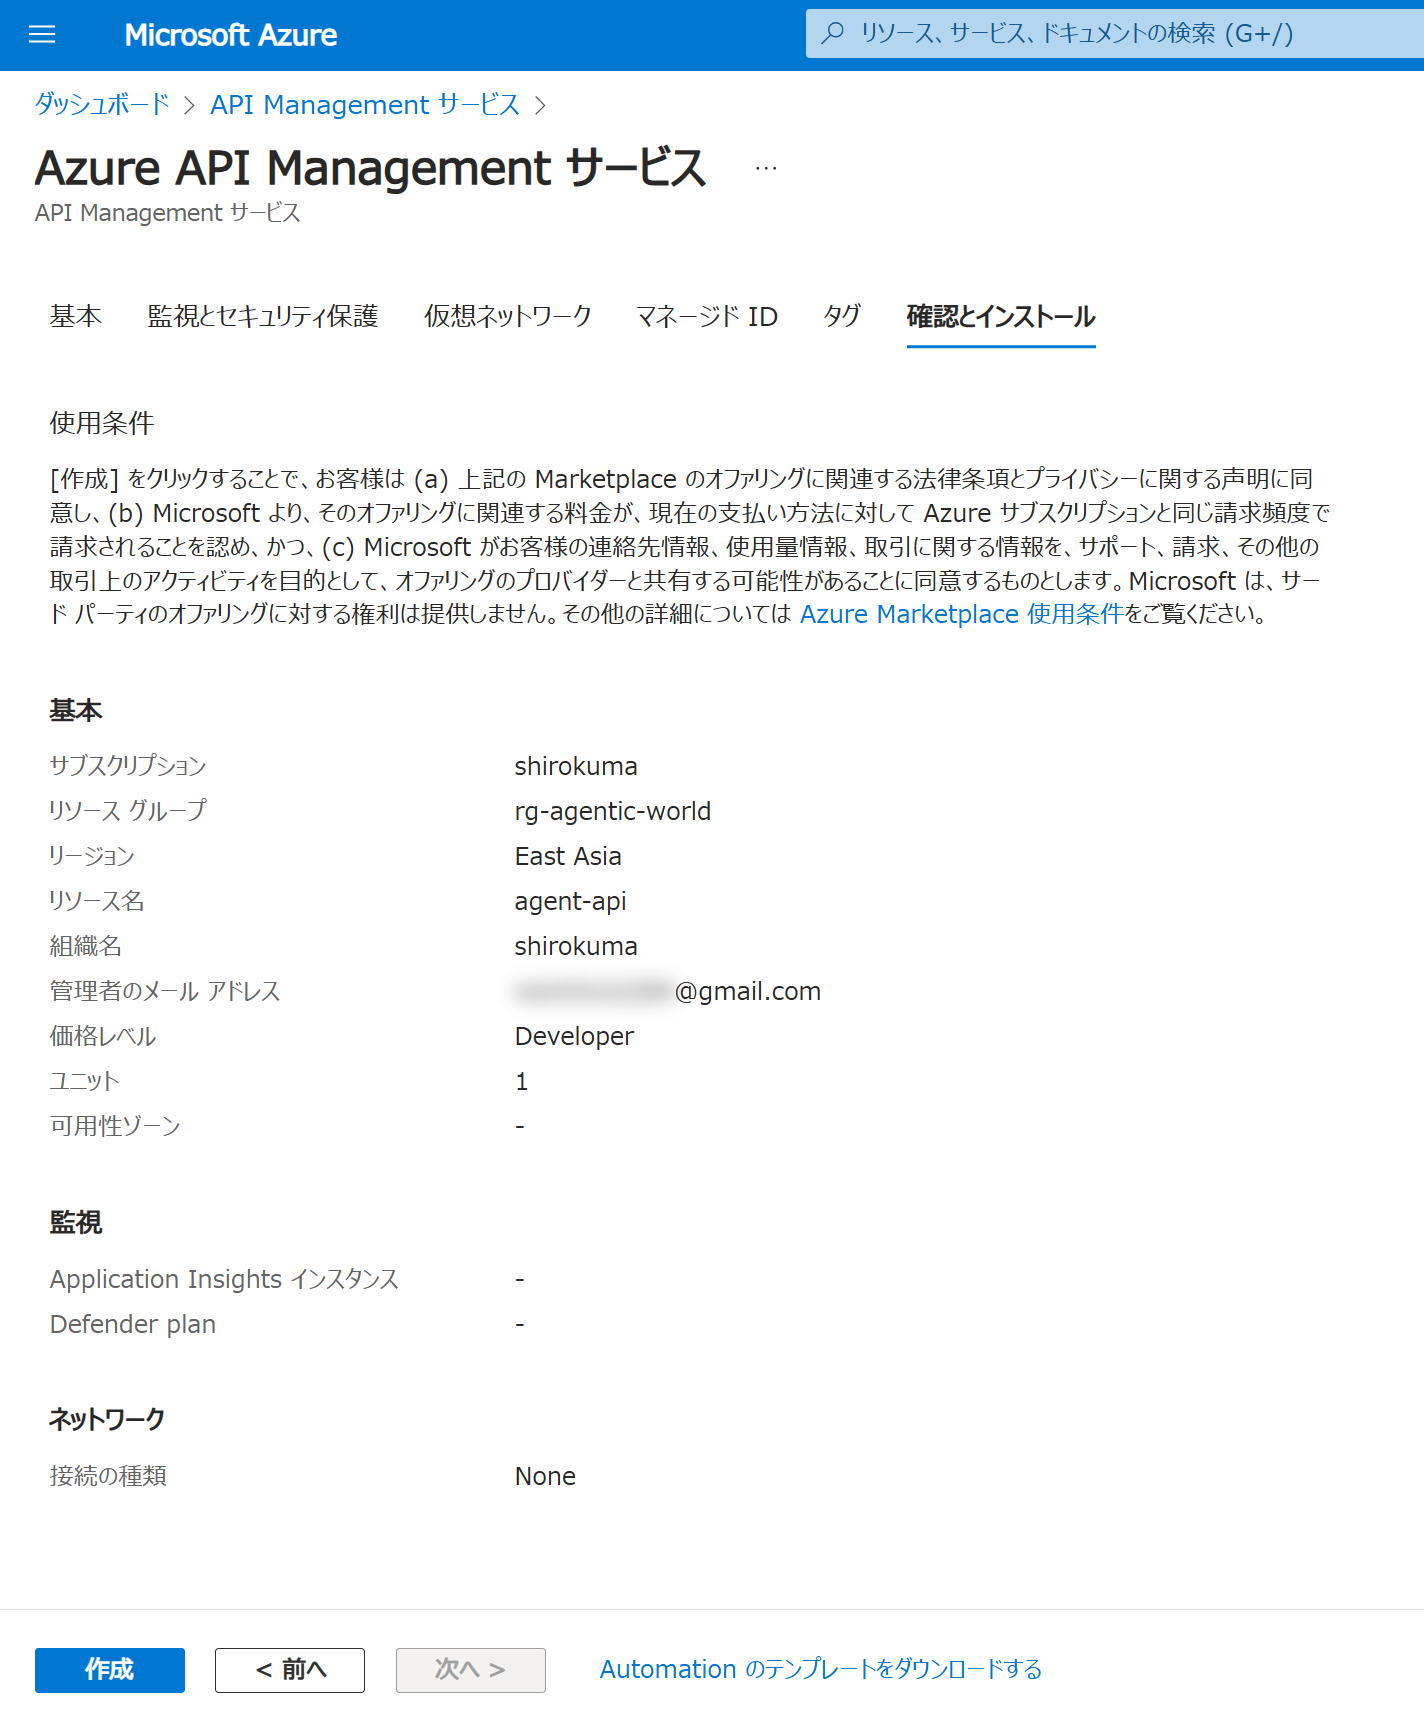 Microsoft Azure
リソース、サービス、ドキュメントの検索 (G+/)
ダッシュボード > API Management サービス >
Azure API Management サービス ...
API Management サービス
基本 監視とセキュリティ保護 仮想ネットワーク マネージド ID タグ 確認とインストール
使用条件
[作成] をクリックすることで、お客様は (a) 上記の Marketplace のオファリングに関連する法律条項とプライバシーに関する声明に同
意し、(b) Microsoft より、そのオファリングに関連する料金が、現在の支払い方法に対して Azure サブスクリプションと同じ請求頻度で
請求されることを認め、かつ、(c) Microsoft がお客様の連絡先情報、使用量情報、取引に関する情報を、サポート、請求、その他の
取引上のアクティビティを目的として、オファリングのプロバイダーと共有する可能性があることに同意するものとします。Microsoft は、サー
ド パーティのオファリングに対する権利は提供しません。その他の詳細については Azure Marketplace 使用条件をご覧ください。
基本
サブスクリプション shirokuma
リソース グループ rg-agentic-world
リージョン East Asia
リソース名 agent-api
組織名 shirokuma
管理者のメール アドレス @gmail.com
価格レベル Developer
ユニット 1
可用性ゾーン -
監視
Application Insights インスタンス -
Defender plan -
ネットワーク
接続の種類 None
作成 < 前へ 次へ > Automation のテンプレートをダウンロードする